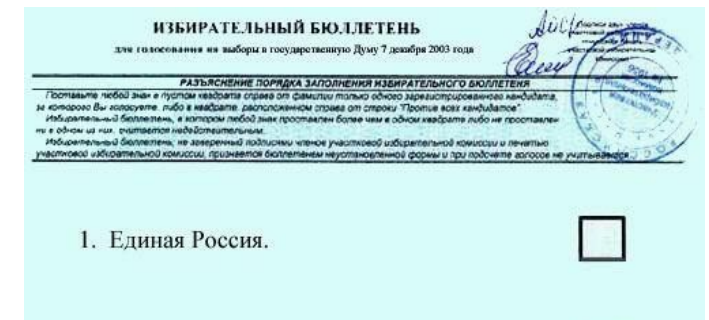 ИЗБИРАТЕЛЬНЫЙ БЮЛЛЕТЕНЬ
для голосования на выборы в государственную Думу 7 декабря 2003 года
РАЗЪЯСНЕНИЕ ПОРЯДКА ЗАПОЛНЕНИЯ ИЗБИРАТЕЛЬНОГО БЮЛЛЕТЕНЯ
Поставьте любой знак в пустом квадрате справа от фамилии только одного зарегистрированного кандидата,
за которого Вы голосуете, либо в квадрате, расположенном справа от строки "Против всех кандидатов".
Избирательный бюллетень, в котором любой знак проставлен более чем в одном квадрате либо не проставлен
ни в одном из них, считается недействительным.
Избирательный бюллетень, не заверенный подписями членов участковой избирательной комиссии и печатью
участковой избирательной комиссии, признается бюллетенем неустановленной формы и при подсчете голосов не учитывается.
1. Единая Россия.